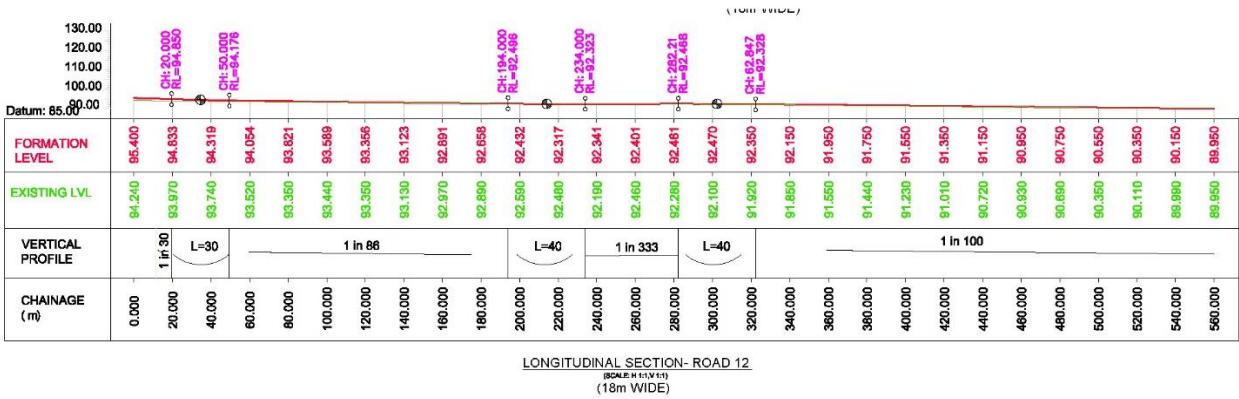 (18m WIDE)
130.00
120.00
110.00
100.00
90.00
Datum: 85.00
CH: 20.000
RL=94.850
CH: 50.000
RL=94.176
CH: 194.000
RL=92.496
CH: 234.000
RL=92.323
CH: 282.21
RL=92.468
CH: 62.847
RL=92.328
FORMATION LEVEL 95.400 94.833 94.319 94.054 93.821 93.589 93.356 93.123 92.891 92.658 92.432 92.317 92.341 92.401 92.461 92.470 92.350 92.150 91.950 91.750 91.550 91.350 91.150 90.950 90.750 90.550 90.350 90.150 89.950
EXISTING LVL 94.240 93.970 93.740 93.520 93.350 93.440 93.350 93.130 92.970 92.890 92.590 92.480 92.190 92.460 92.280 92.100 91.920 91.850 91.550 91.440 91.230 91.010 90.720 90.930 90.690 90.350 90.110 89.990 89.950
VERTICAL PROFILE 1 in 30 L=30 1 in 86 L=40 1 in 333 L=40 1 in 100
CHAINAGE (m) 0.000 20.000 40.000 60.000 80.000 100.000 120.000 140.000 160.000 180.000 200.000 220.000 240.000 260.000 280.000 300.000 320.000 340.000 360.000 380.000 400.000 420.000 440.000 460.000 480.000 500.000 520.000 540.000 560.000
LONGITUDINAL SECTION- ROAD 12
(SCALE: H 1:1,V 1:1)
(18m WIDE)